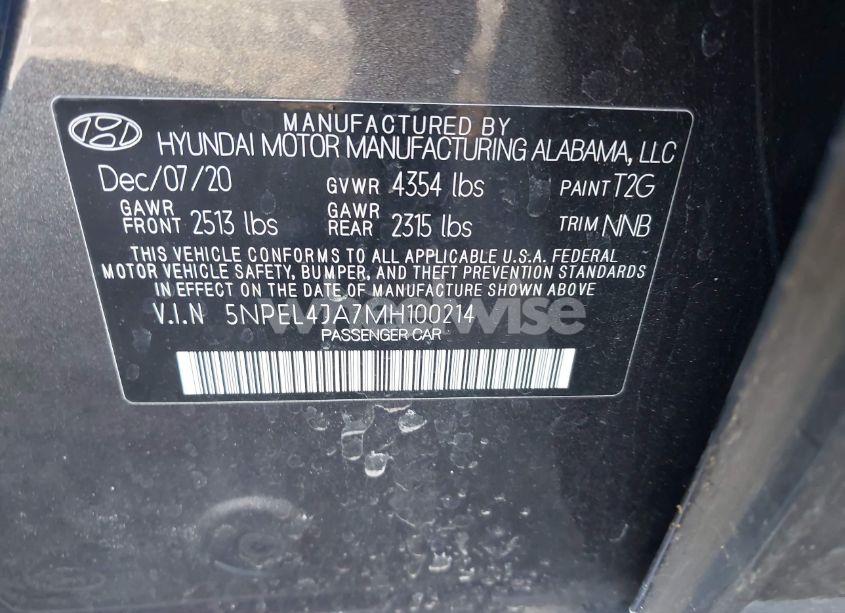 MANUFACTURED BY
HYUNDAI MOTOR MANUFACTURING ALABAMA, LLC
Dec/07/20 GVWR 4354 lbs PAINT T2G
GAWR FRONT 2513 lbs GAWR REAR 2315 lbs TRIM NNB
THIS VEHICLE CONFORMS TO ALL APPLICABLE U.S.A. FEDERAL
MOTOR VEHICLE SAFETY, BUMPER, AND THEFT PREVENTION STANDARDS
IN EFFECT ON THE DATE OF MANUFACTURE SHOWN ABOVE.
V.I.N 5NPEL4JA7MH100214
PASSENGER CAR